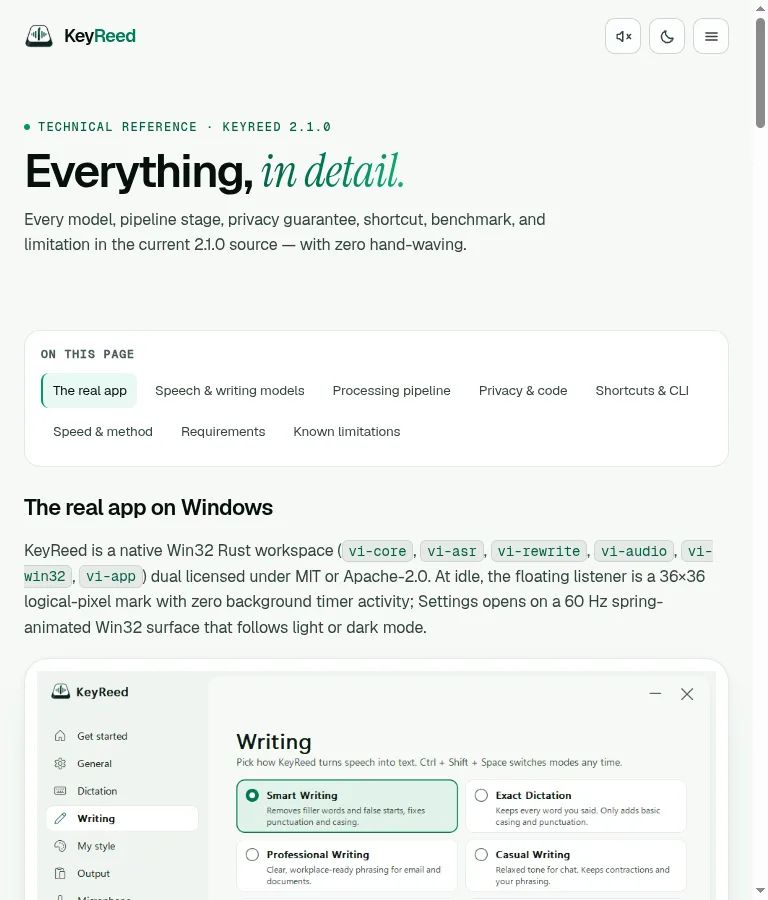 KeyReed
TECHNICAL REFERENCE · KEYREED 2.1.0
Everything, in detail.
Every model, pipeline stage, privacy guarantee, shortcut, benchmark, and
limitation in the current 2.1.0 source — with zero hand-waving.
ON THIS PAGE
The real app Speech & writing models Processing pipeline Privacy & code Shortcuts & CLI
Speed & method Requirements Known limitations
The real app on Windows
KeyReed is a native Win32 Rust workspace (vi-core, vi-asr, vi-rewrite, vi-audio, vi-
win32, vi-app) dual licensed under MIT or Apache-2.0. At idle, the floating listener is a 36×36
logical-pixel mark with zero background timer activity; Settings opens on a 60 Hz spring-
animated Win32 surface that follows light or dark mode.
KeyReed
Get started
General
Dictation
Writing
My style
Output
Writing
Pick how KeyReed turns speech into text. Ctrl + Shift + Space switches modes any time.
Smart Writing
Removes filler words and false starts, fixes
punctuation and casing.
Exact Dictation
Keeps every word you said. Only adds basic
casing and punctuation.
Professional Writing
Clear, workplace-ready phrasing for email and
documents.
Casual Writing
Relaxed tone for chat. Keeps contractions and
your phrasing.